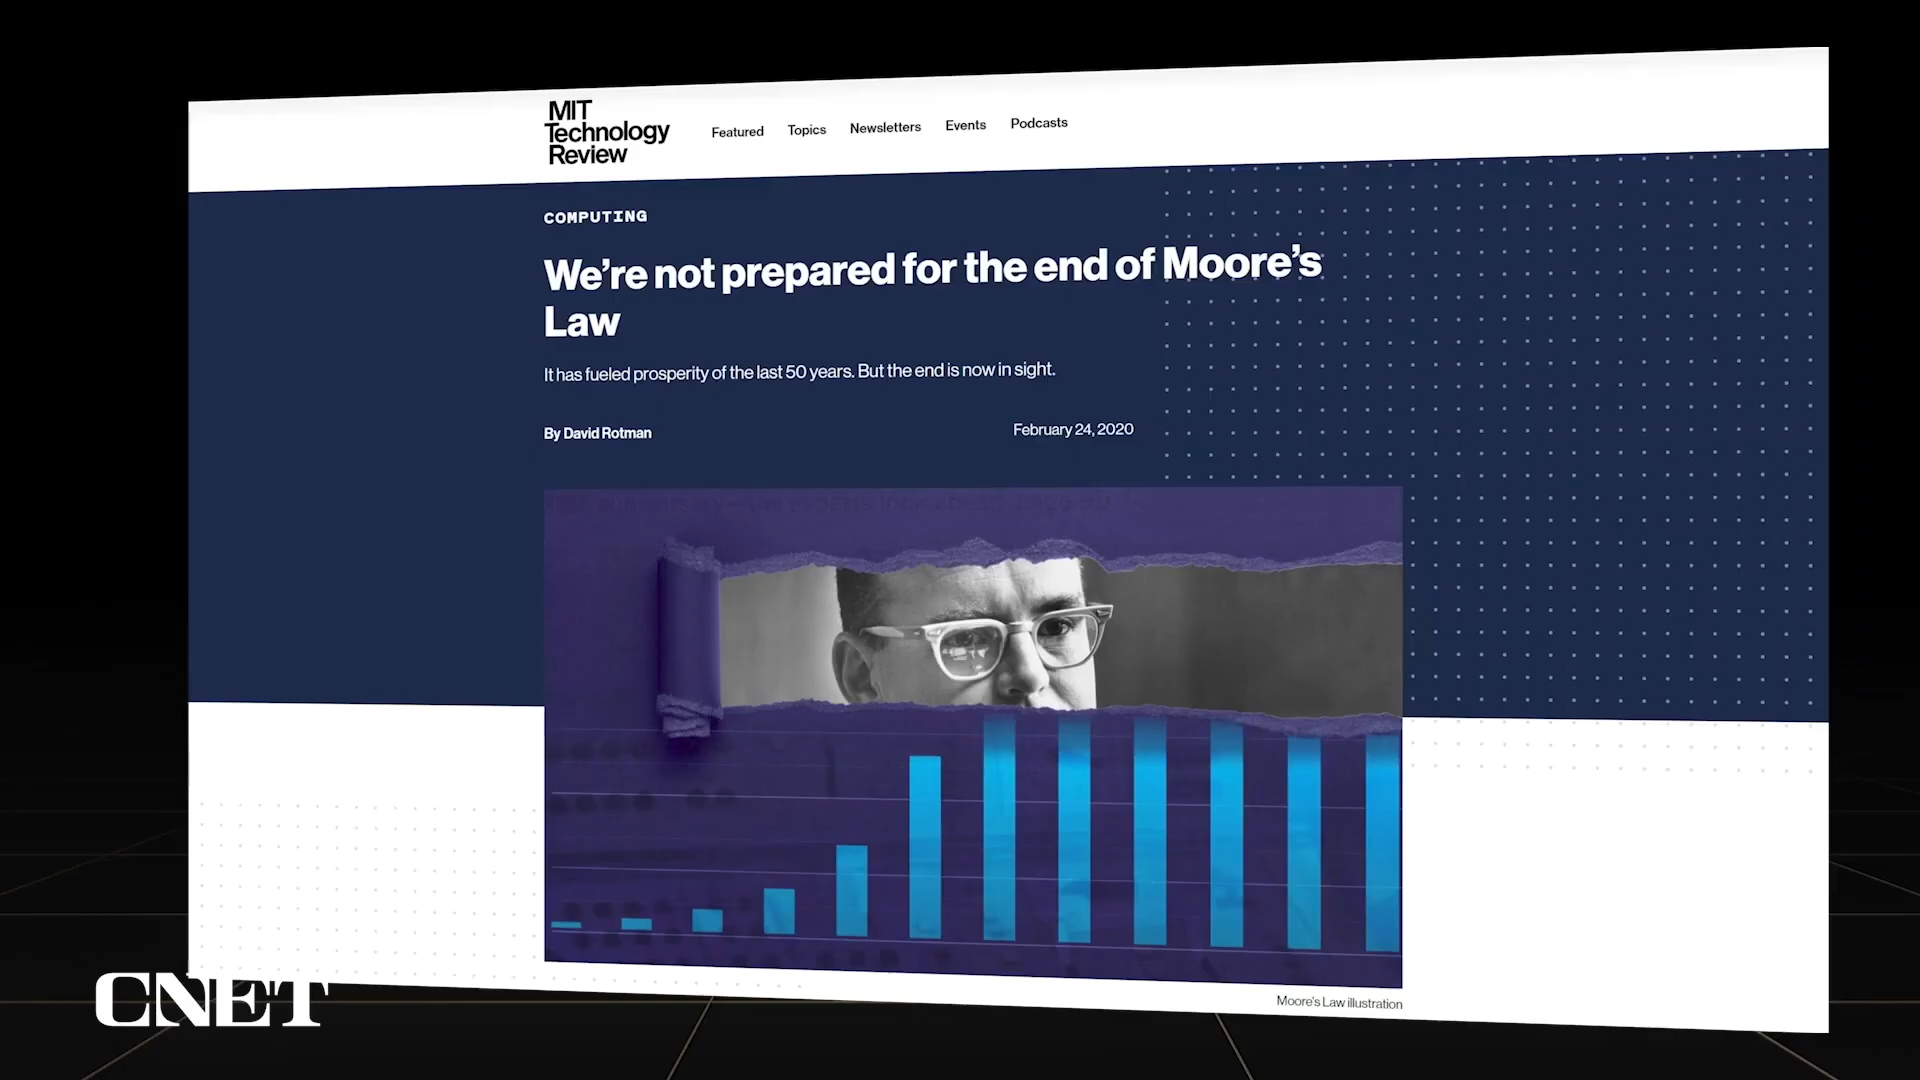 MIT
Technology
Review
Featured Topics Newsletters Events Podcasts
COMPUTING
We’re not prepared for the end of Moore’s
Law
It has fueled prosperity of the last 50 years. But the end is now in sight.
By David Rotman February 24, 2020
Moore's Law illustration
CNET